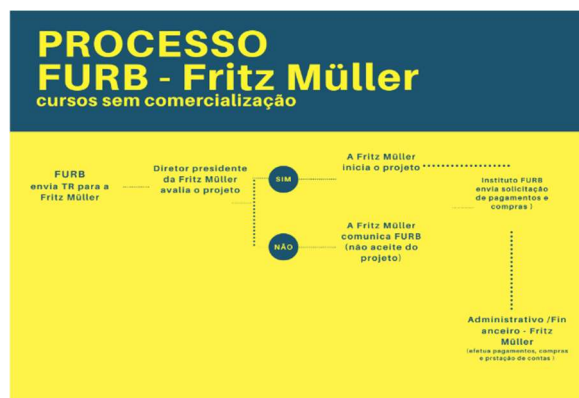 PROCESSO
FURB - Fritz Müller
cursos sem comercialização
FURB
envia TR para a
Fritz Müller
Diretor presidente
da Fritz Müller
avalia o projeto
SIM
A Fritz Müller
inicia o projeto
Instituto FURB
envia solicitação
de pagamentos e
compras )
NÃO
A Fritz Müller
comunica FURB
(não aceite do
projeto)
Administrativo /Fin
anceiro - Fritz
Müller
(efetua pagamentos, compras
e prstação de contas )